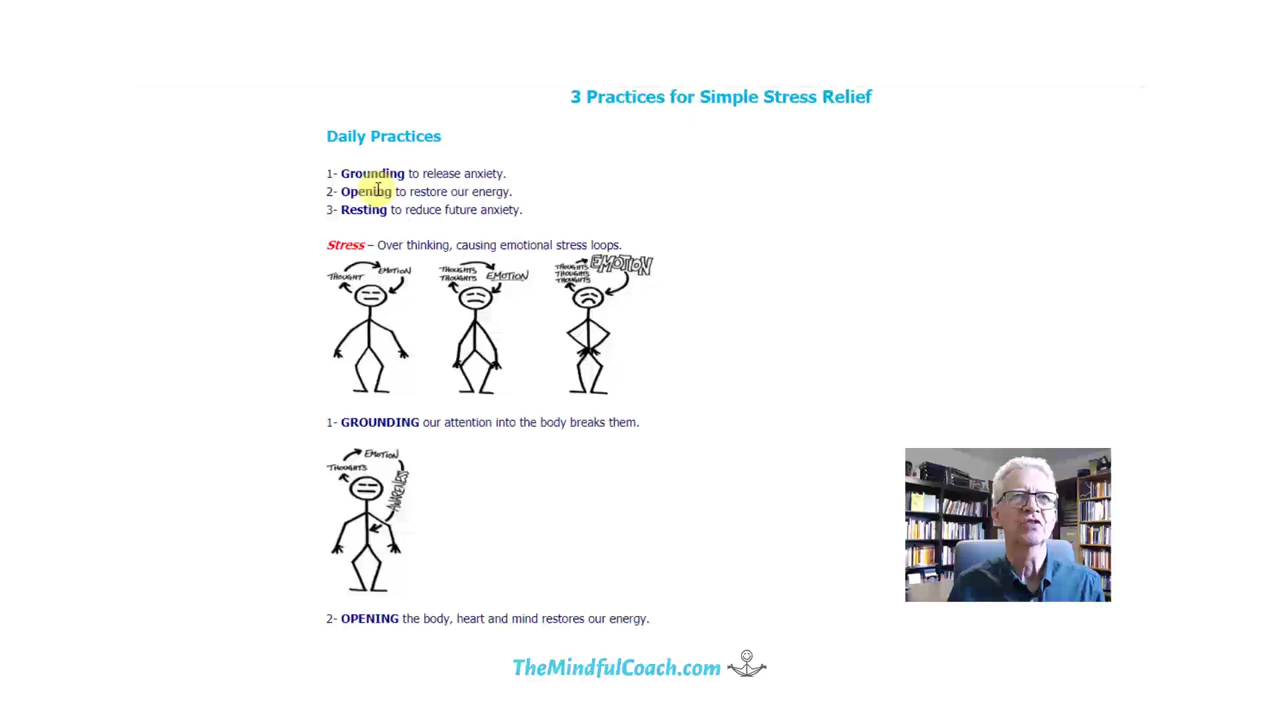 3 Practices for Simple Stress Relief
Daily Practices
1- Grounding to release anxiety.
2- Opening to restore our energy.
3- Resting to reduce future anxiety.
Stress – Over thinking, causing emotional stress loops.
THOUGHT EMOTION
THOUGHTS
THOUGHTS EMOTION
THOUGHTS EMOTION
THOUGHTS
THOUGHTS
1- GROUNDING our attention into the body breaks them.
EMOTION
THOUGHTS
AWARENESS
2- OPENING the body, heart and mind restores our energy.
TheMindfulCoach.com